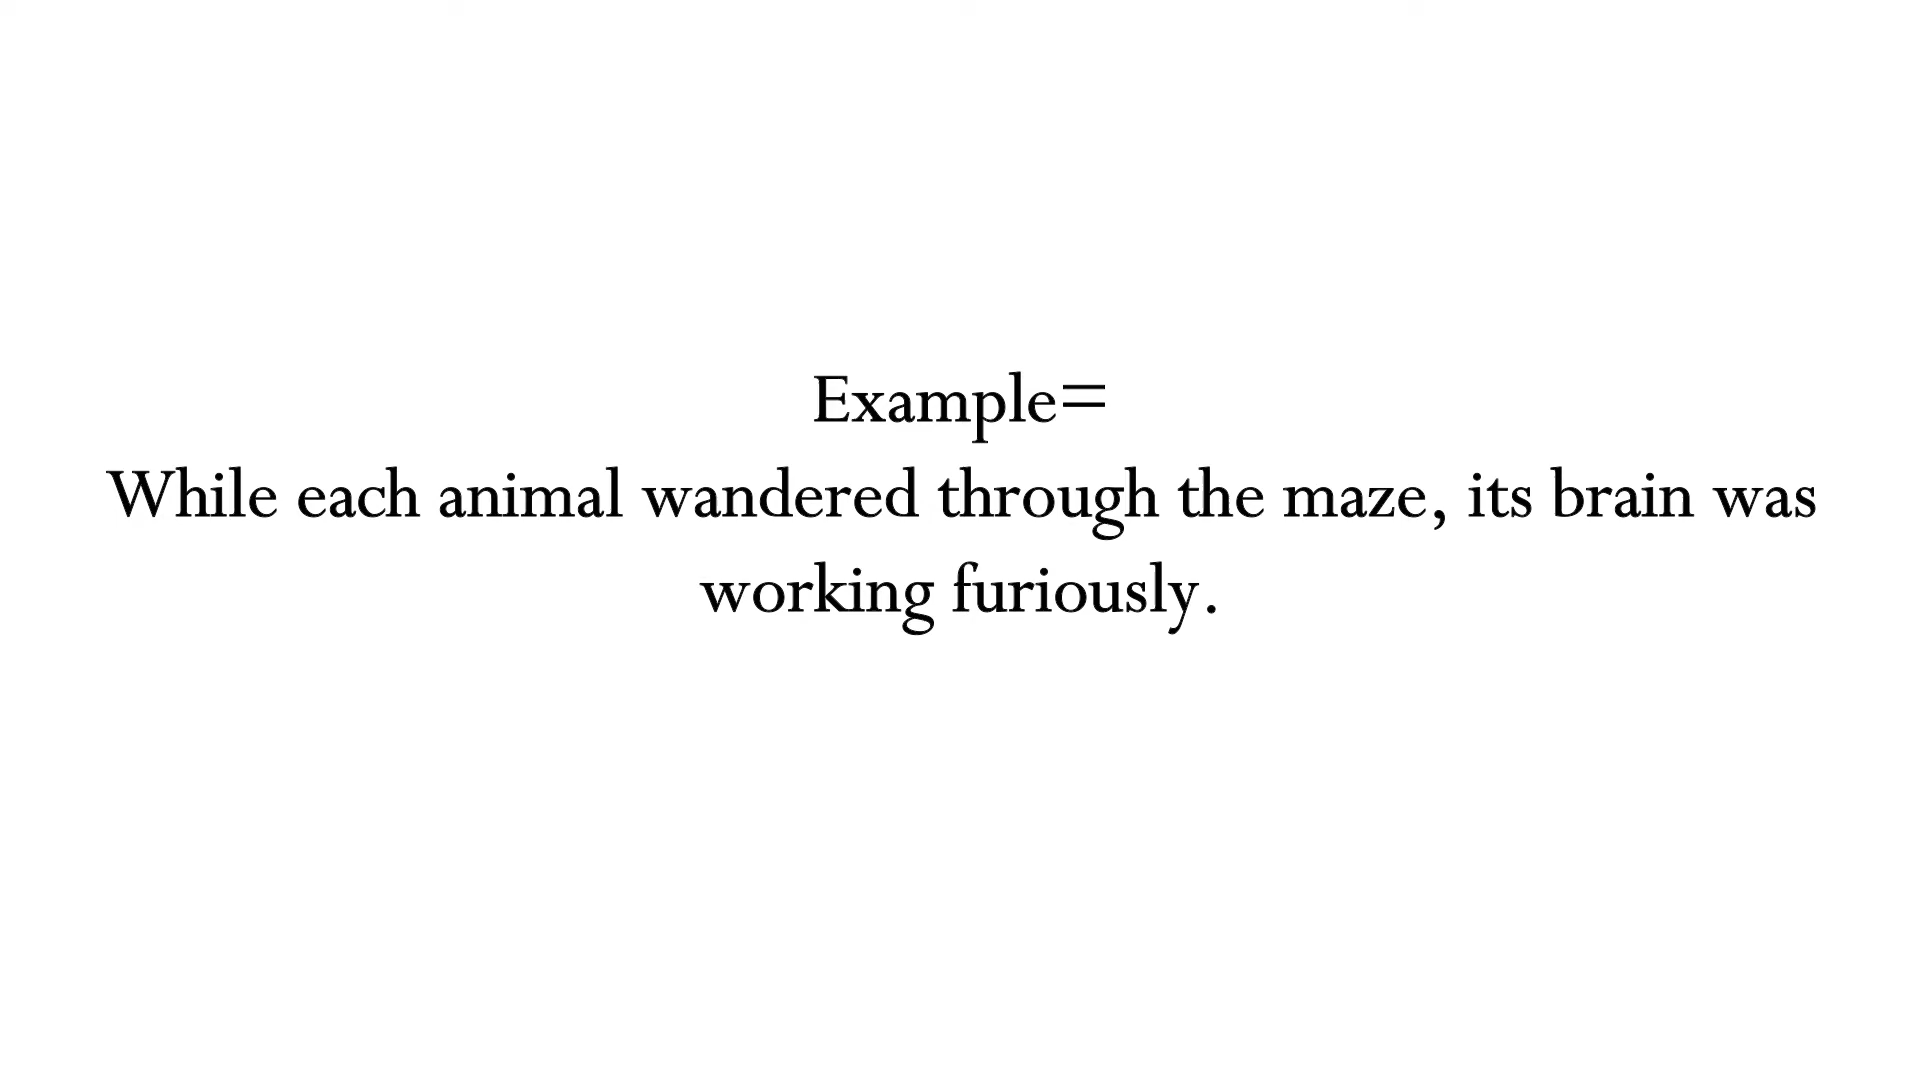 Example=
While each animal wandered through the maze, its brain was
working furiously.